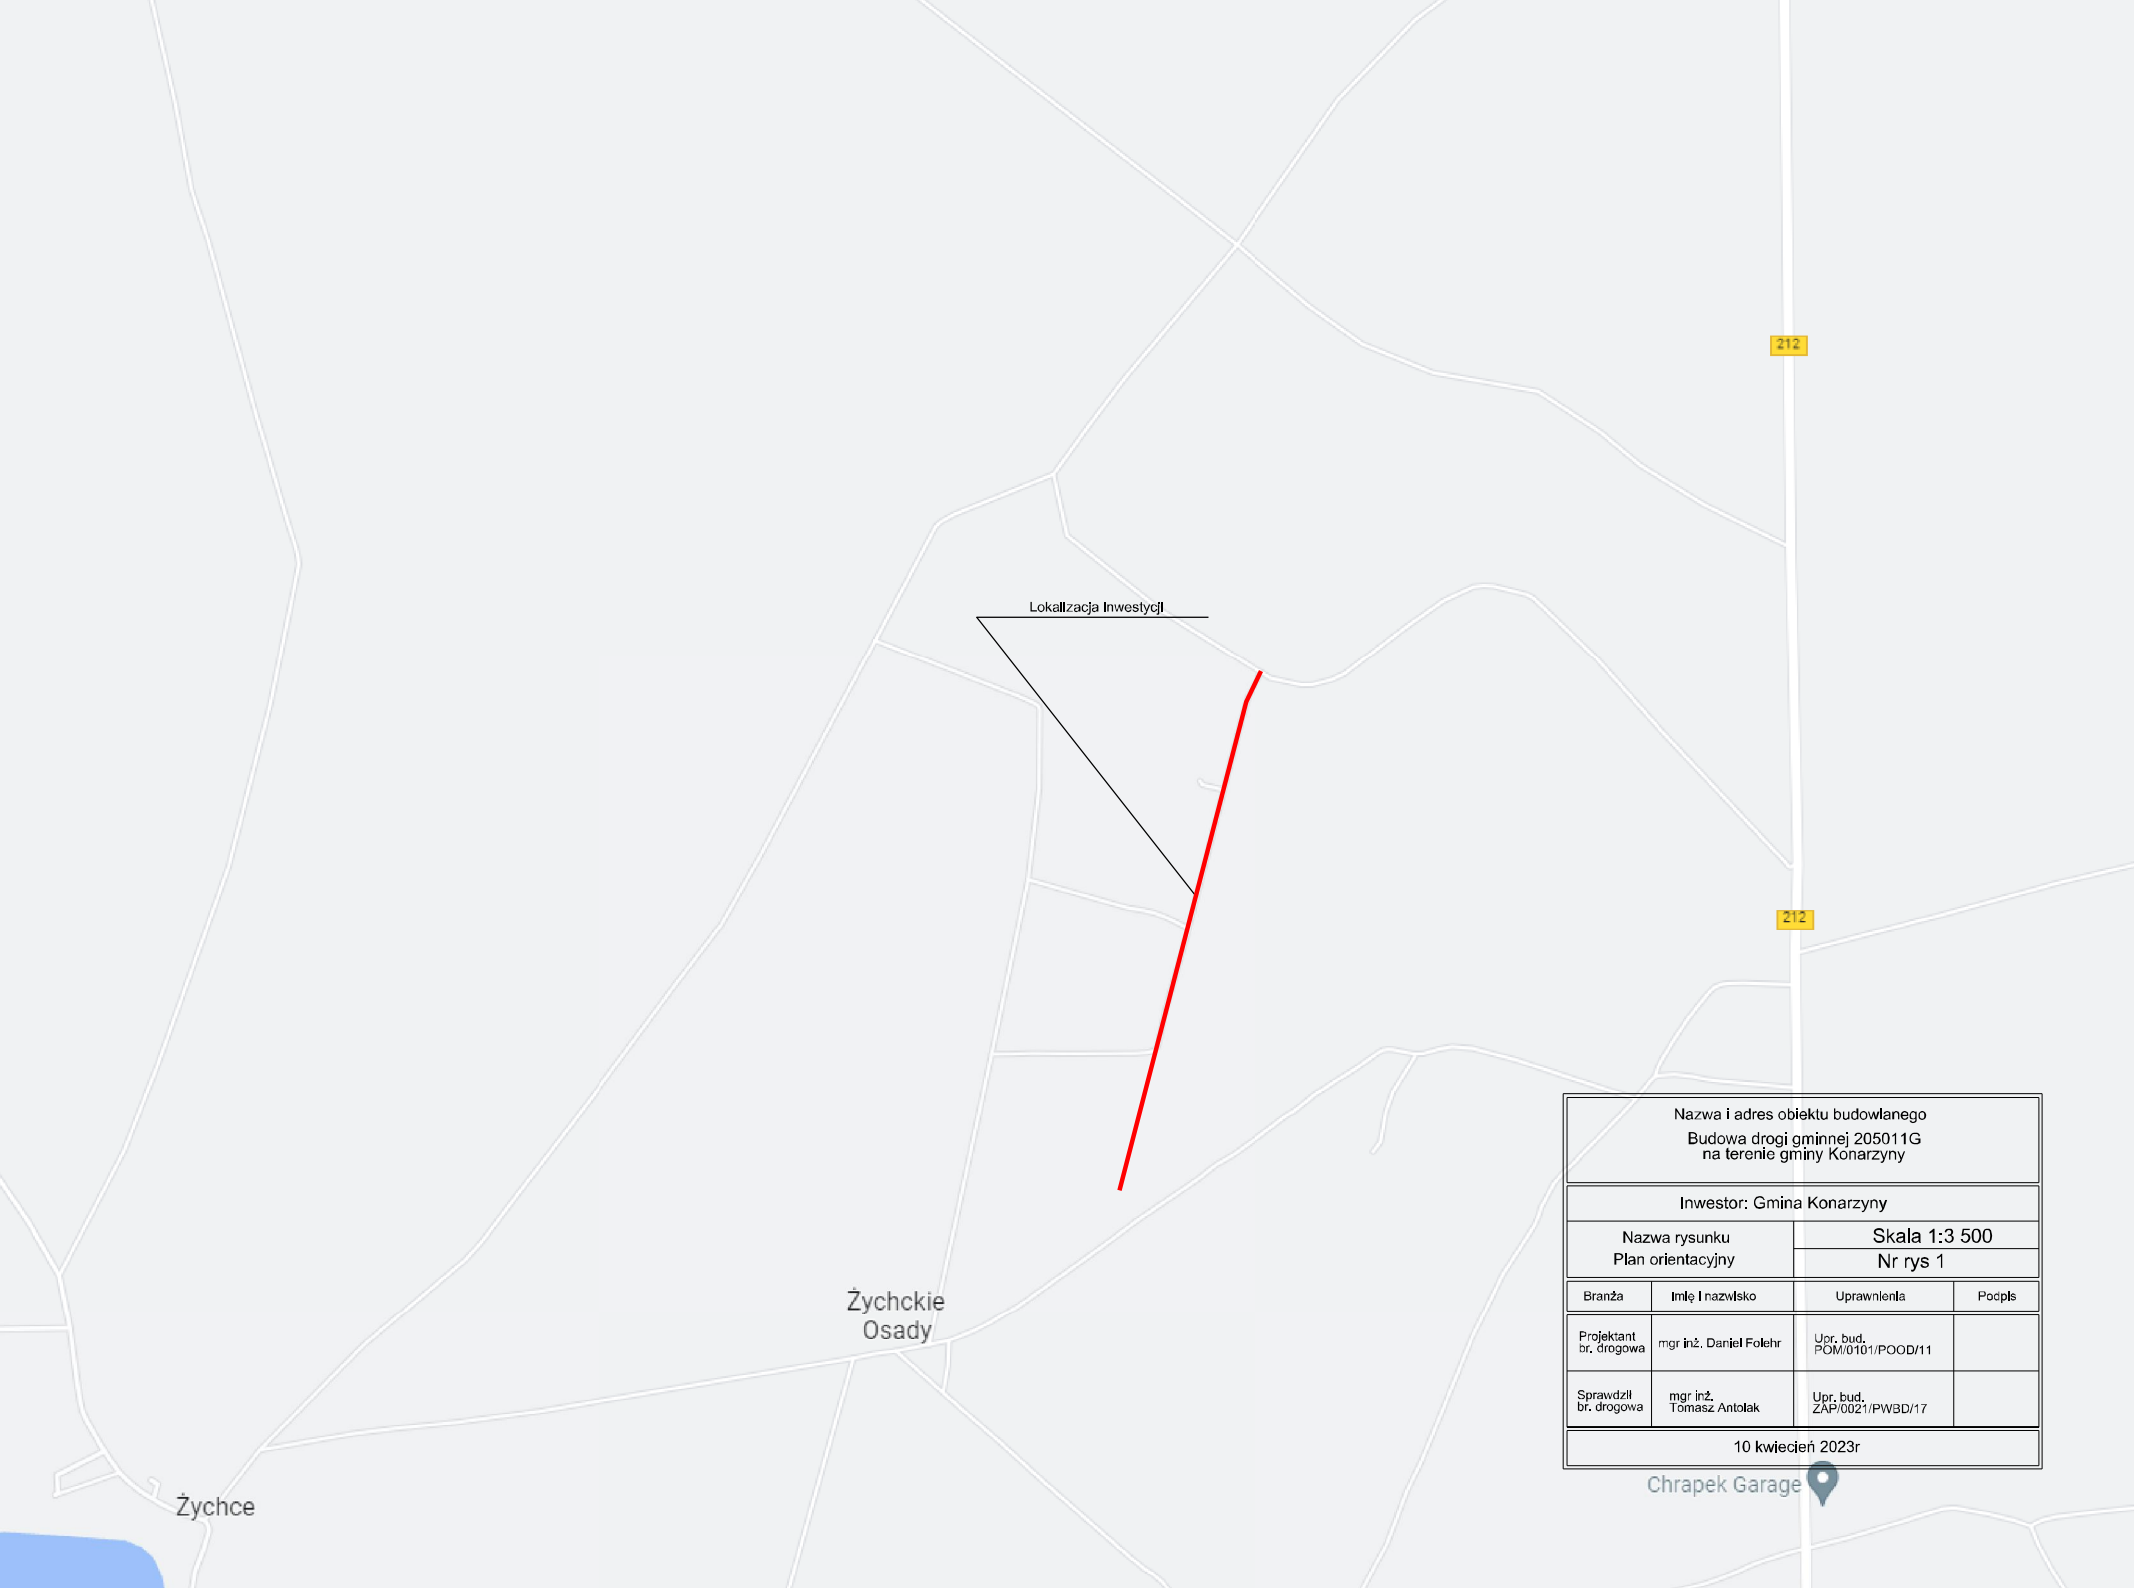 212
Lokalizacja inwestycji
212
Nazwa i adres obiektu budowlanego
Budowa drogi gminnej 205011G
na terenie gminy Konarzyny
Inwestor: Gmina Konarzyny
Nazwa rysunku
Plan orientacyjny
Skala 1:3 500
Nr rys 1
Branża
Imię i nazwisko
Uprawnienia
Podpis
Projektant
br. drogowa
mgr inż. Daniel Folehr
Upr. bud.
POM/0101/POOD/11
Sprawdził
br. drogowa
mgr inż.
Tomasz Antolak
Upr. bud.
ZAP/0021/PWBD/17
10 kwiecień 2023r
Żychckie
Osady
Chrapek Garage
Żychce